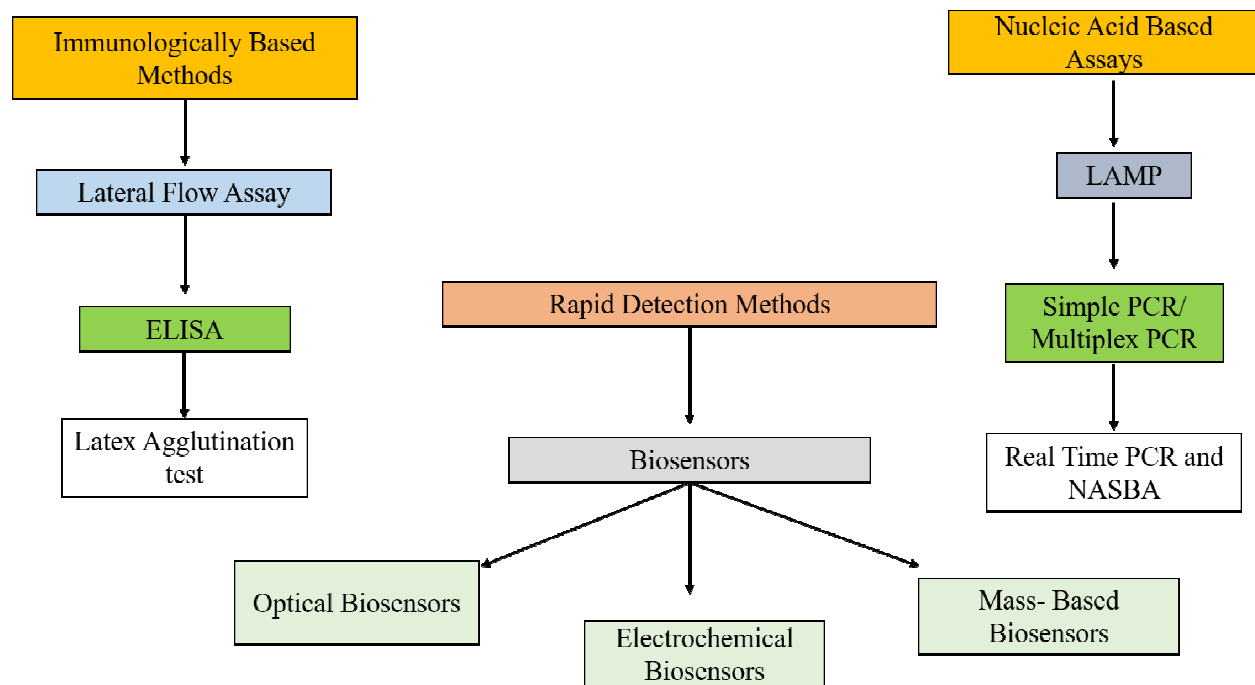 Immunologically Based
Methods
Lateral Flow Assay
ELISA
Latex Agglutination
test
Rapid Detection Methods
Biosensors
Optical Biosensors
Electrochemical
Biosensors
Mass- Based
Biosensors
Nucleic Acid Based
Assays
LAMP
Simple PCR/
Multiplex PCR
Real Time PCR and
NASBA